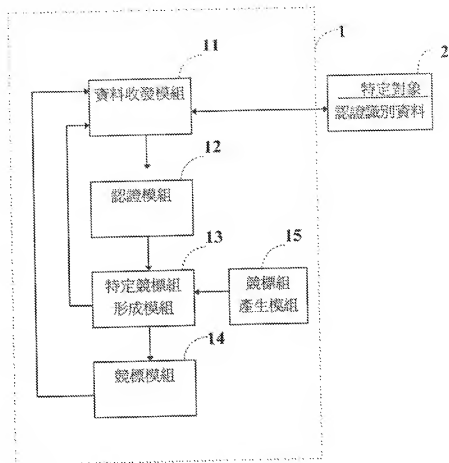 1
11
資料收發模組
2
特定對象
認證識別資料
12
認證模組
13
特定競標組
形成模組
15
競標組
產生模組
14
競標模組